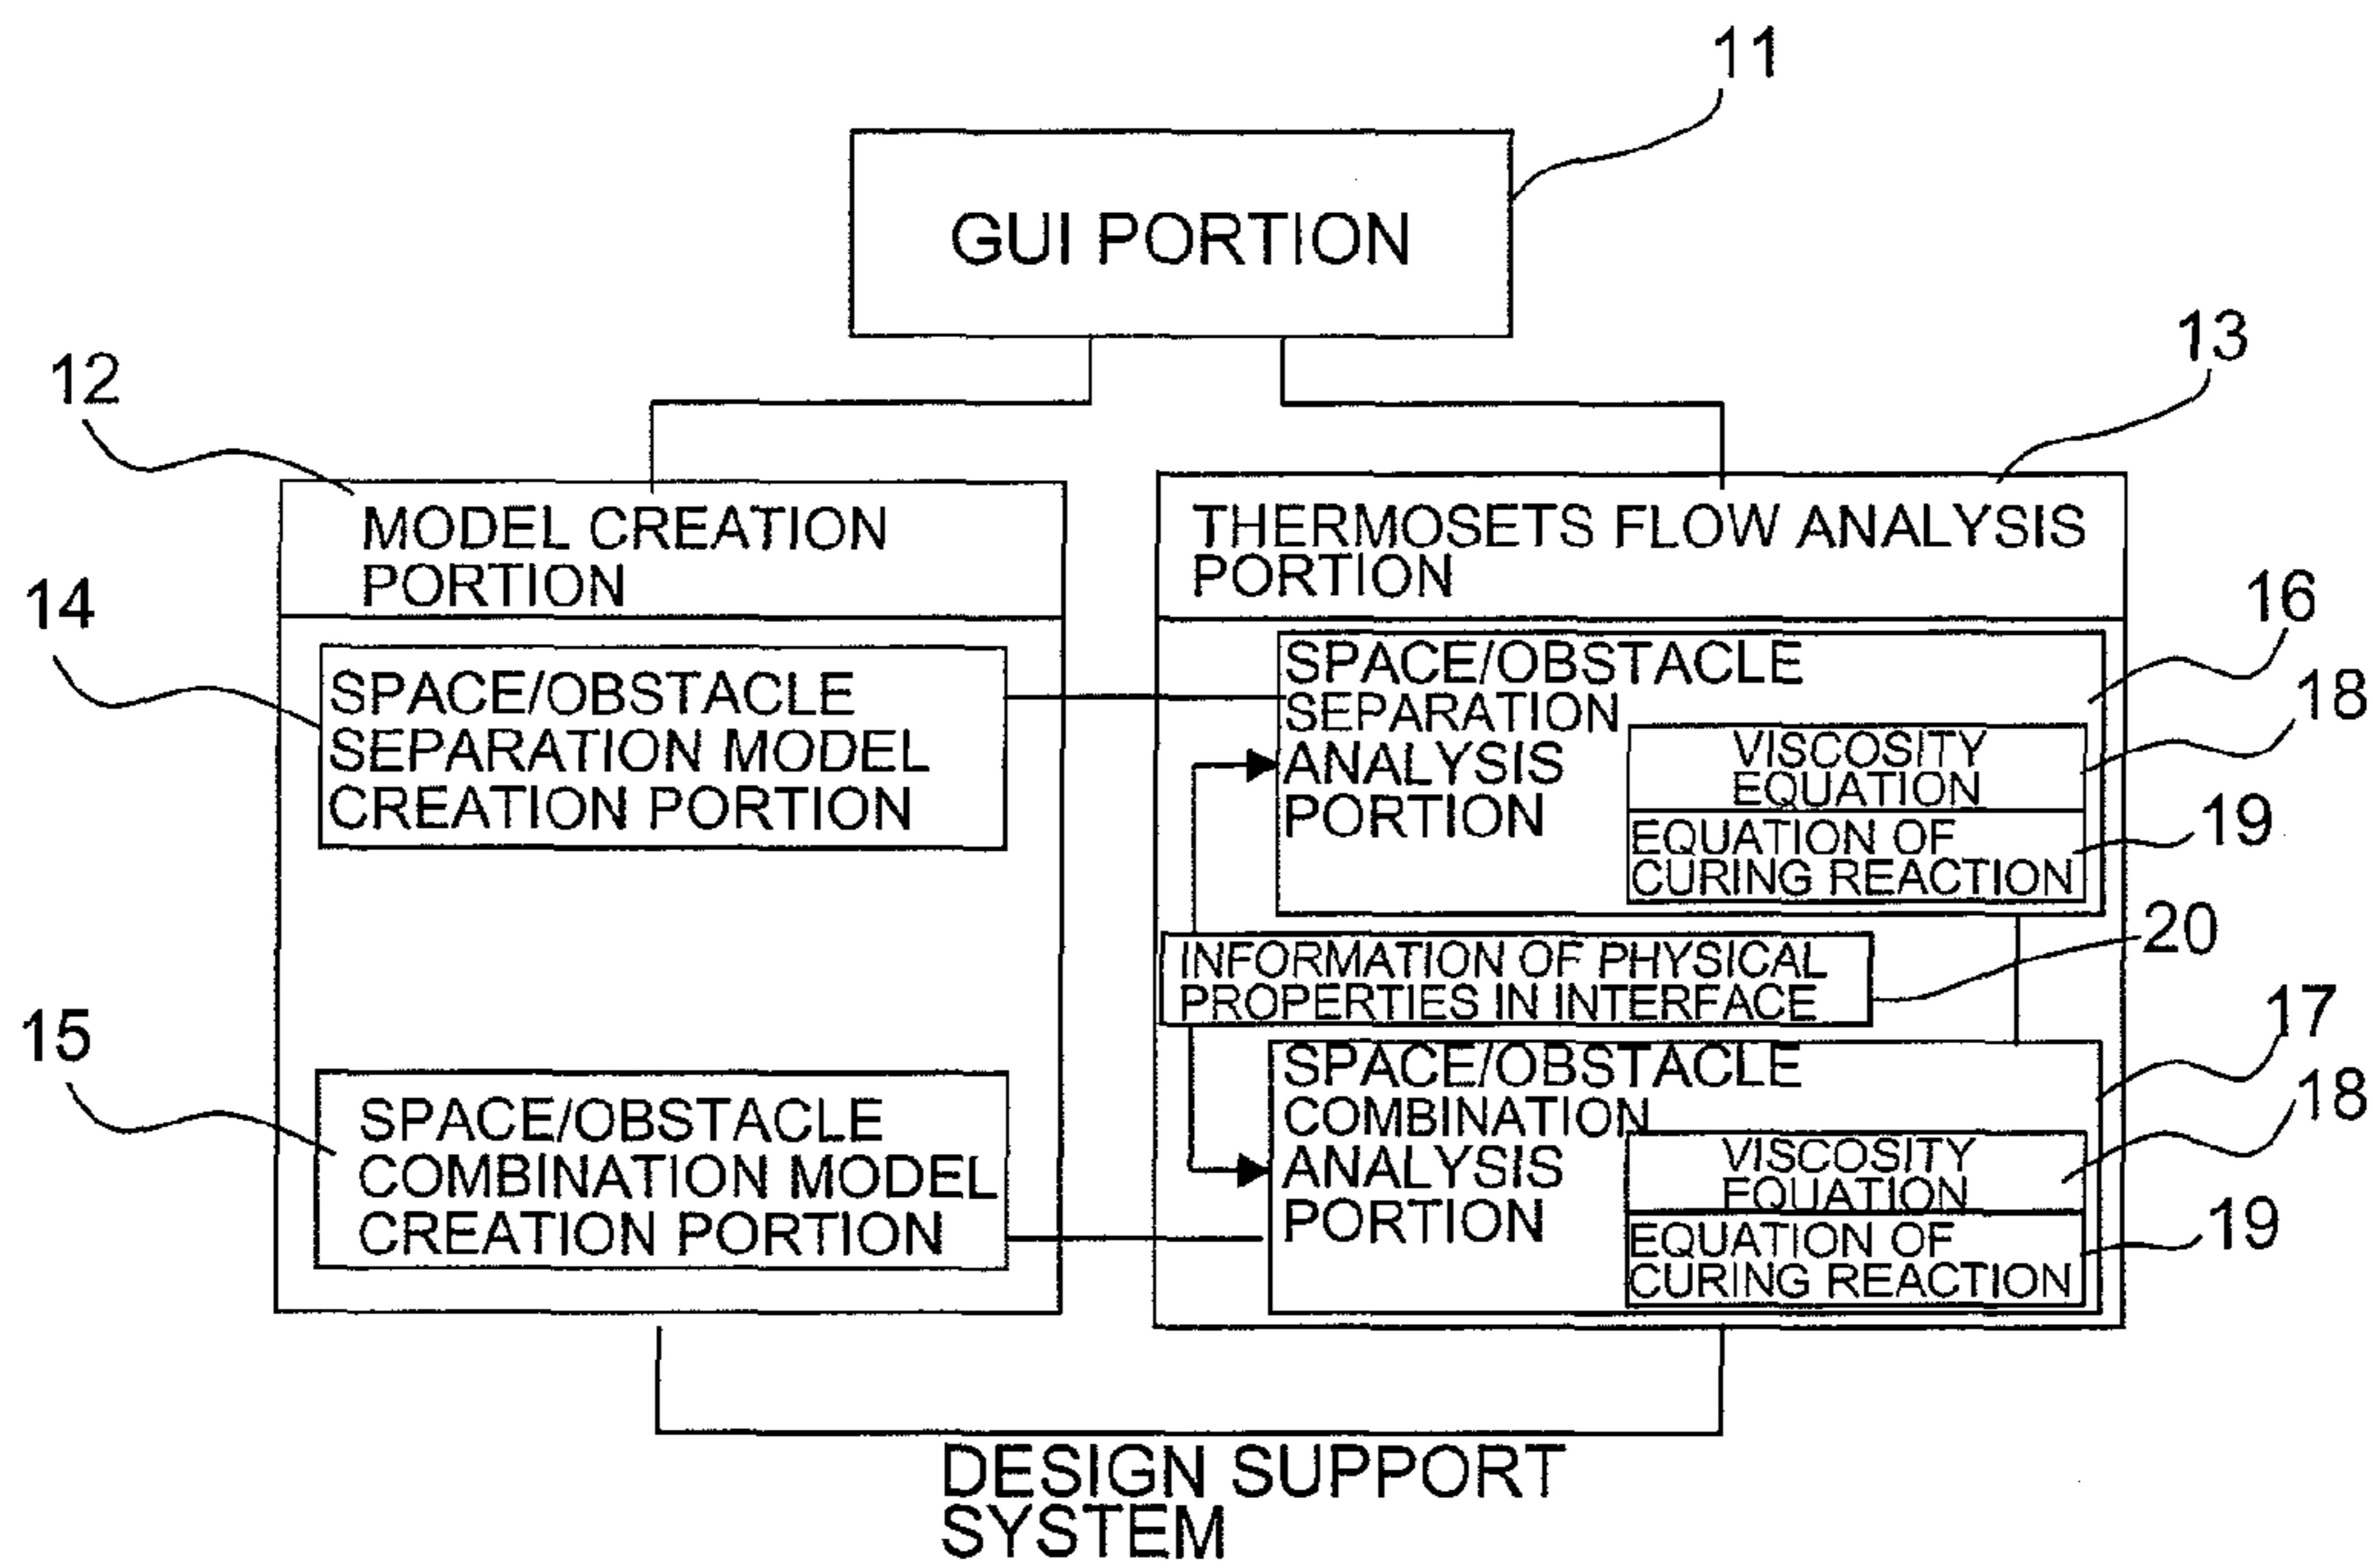 11
GUI PORTION
13
12
MODEL CREATION
PORTION
THERMOSETS FLOW ANALYSIS
PORTION
14
SPACE/OBSTACLE
SEPARATION MODEL
CREATION PORTION
SPACE/OBSTACLE
SEPARATION
ANALYSIS
PORTION
16
VISCOSITY
EQUATION
18
EQUATION OF
CURING REACTION
19
INFORMATION OF PHYSICAL
PROPERTIES IN INTERFACE
20
15
SPACE/OBSTACLE
COMBINATION MODEL
CREATION PORTION
SPACE/OBSTACLE
COMBINATION
ANALYSIS
PORTION
17
VISCOSITY
EQUATION
18
EQUATION OF
CURING REACTION
19
DESIGN SUPPORT
SYSTEM